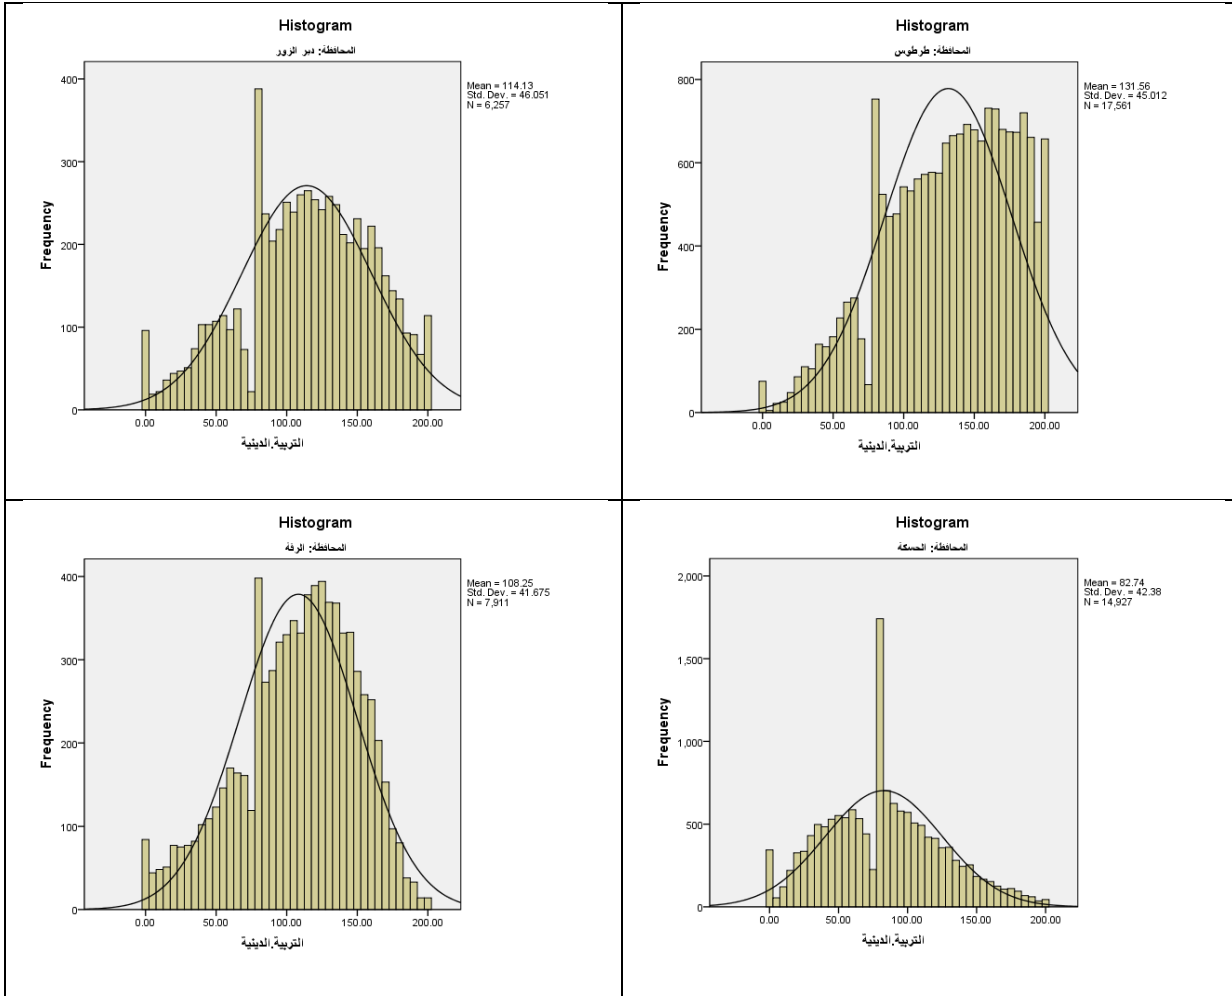 Histogram
المحافظة: دير الزور
Mean = 114.13
Std. Dev. = 46.051
N = 6,257
400
300
200
100
0
Frequency
0.00 50.00 100.00 150.00 200.00
التربية.الدينية
Histogram
المحافظة: طرطوس
Mean = 131.56
Std. Dev. = 45.012
N = 17,561
800
600
400
200
0
Frequency
0.00 50.00 100.00 150.00 200.00
التربية.الدينية
Histogram
المحافظة: الرقة
Mean = 108.25
Std. Dev. = 41.675
N = 7,911
400
300
200
100
0
Frequency
0.00 50.00 100.00 150.00 200.00
التربية.الدينية
Histogram
المحافظة: الحسكة
Mean = 82.74
Std. Dev. = 42.38
N = 14,927
2,000
1,500
1,000
500
0
Frequency
0.00 50.00 100.00 150.00 200.00
التربية.الدينية